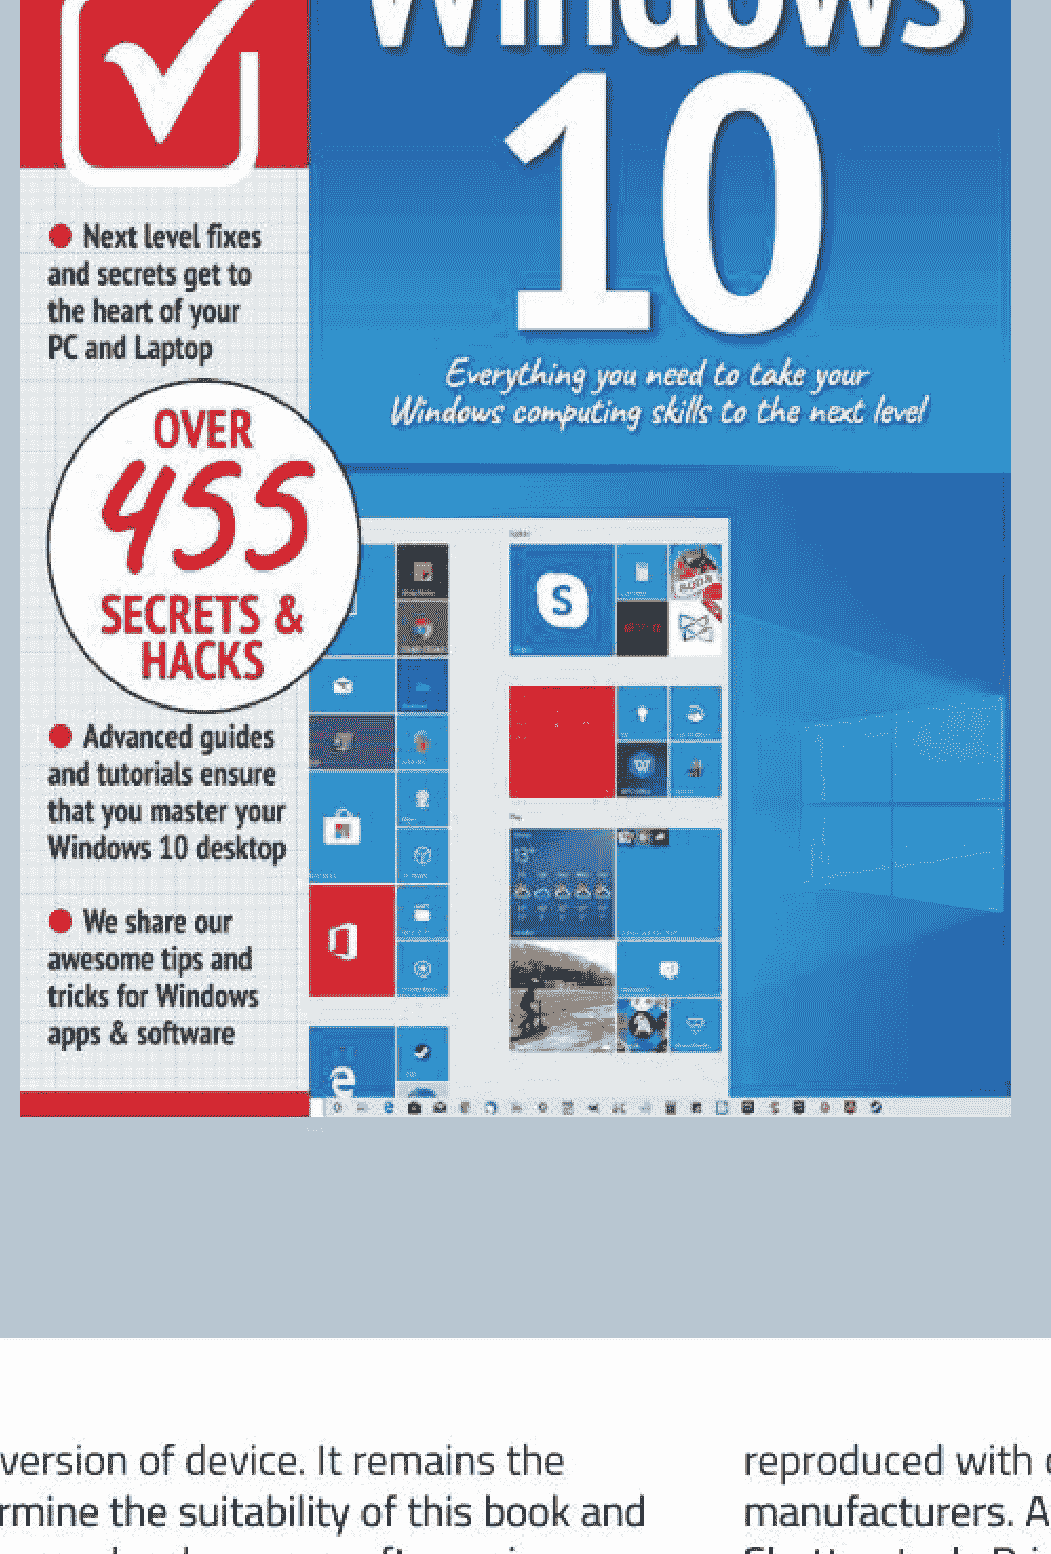 Windows
10
Everything you need to take your
Windows computing skills to the next level
● Next level fixes
and secrets get to
the heart of your
PC and Laptop
OVER
455
SECRETS &
HACKS
● Advanced guides
and tutorials ensure
that you master your
Windows 10 desktop
● We share our
awesome tips and
tricks for Windows
apps & software
version of device. It remains the
rmine the suitability of this book and
reproduced with
manufacturers. A